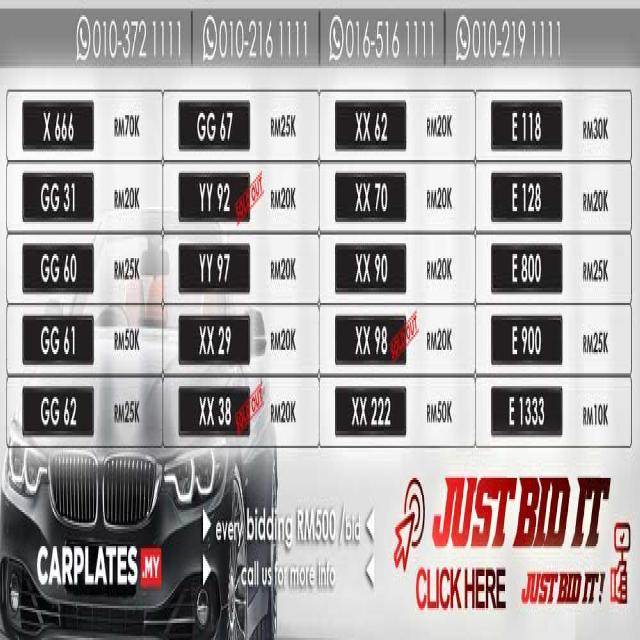 010-372 1111 010-216 1111 016-516 1111 010-219 1111
X 666 RM70K GG 67 RM25K XX 62 RM20K E 118 RM30K
GG 31 RM20K YY 92 SOLD OUT RM20K XX 70 RM20K E 128 RM20K
GG 60 RM25K YY 97 RM20K XX 90 RM20K E 800 RM25K
GG 61 RM50K XX 29 RM20K XX 98 SOLD OUT RM20K E 900 RM25K
GG 62 RM25K XX 38 SOLD OUT RM20K XX 222 RM50K E 1333 RM10K
every bidding RM500 /bid
call us for more info
CARPLATES.MY
JUST BID IT
CLICK HERE JUST BID IT!